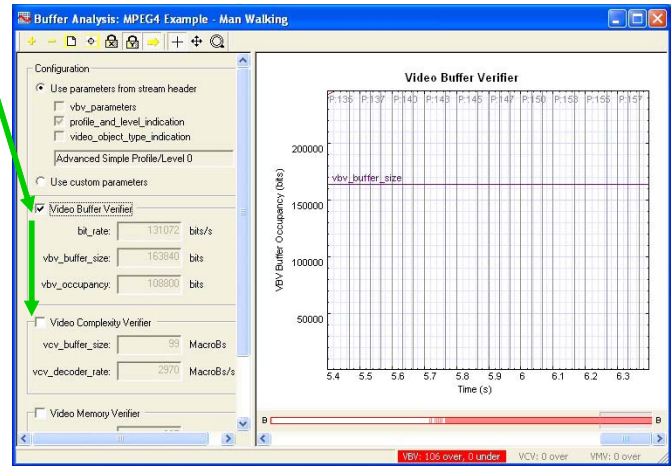 Buffer Analysis: MPEG4 Example - Man Walking
Configuration
Use parameters from stream header
vbv_parameters
profile_and_level_indication
video_object_type_indication
Advanced Simple Profile/Level 0
Use custom parameters
Video Buffer Verifier
bit_rate: 131072 bits/s
vbv_buffer_size: 163840 bits
vbv_occupancy: 108800 bits
Video Complexity Verifier
vcv_buffer_size: 99 MacroBs
vcv_decoder_rate: 2970 MacroBs/s
Video Memory Verifier
Video Buffer Verifier
P:135 P:137 P:140 P:143 P:145 P:147 P:150 P:153 P:155 P:157
VBV Buffer Occupancy (bits)
200000
vbv_buffer_size
150000
100000
50000
5.4 5.5 5.6 5.7 5.8 5.9 6 6.1 6.2 6.3
Time (s)
B B
VBV: 106 over, 0 under VCV: 0 over VMV: 0 over